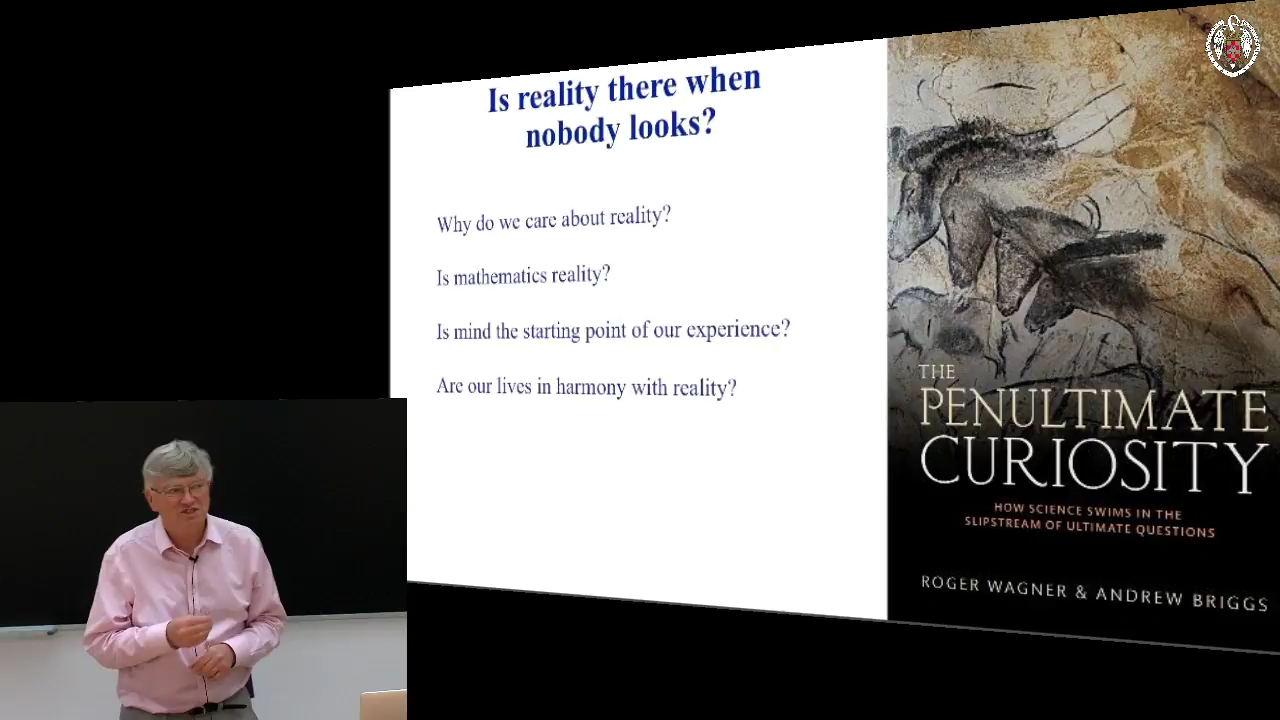 Is reality there when
nobody looks?
Why do we care about reality?
Is mathematics reality?
Is mind the starting point of our experience?
Are our lives in harmony with reality?
THE
PENULTIMATE
CURIOSITY
HOW SCIENCE SWIMS IN THE
SLIPSTREAM OF ULTIMATE QUESTIONS
ROGER WAGNER & ANDREW BRIGGS